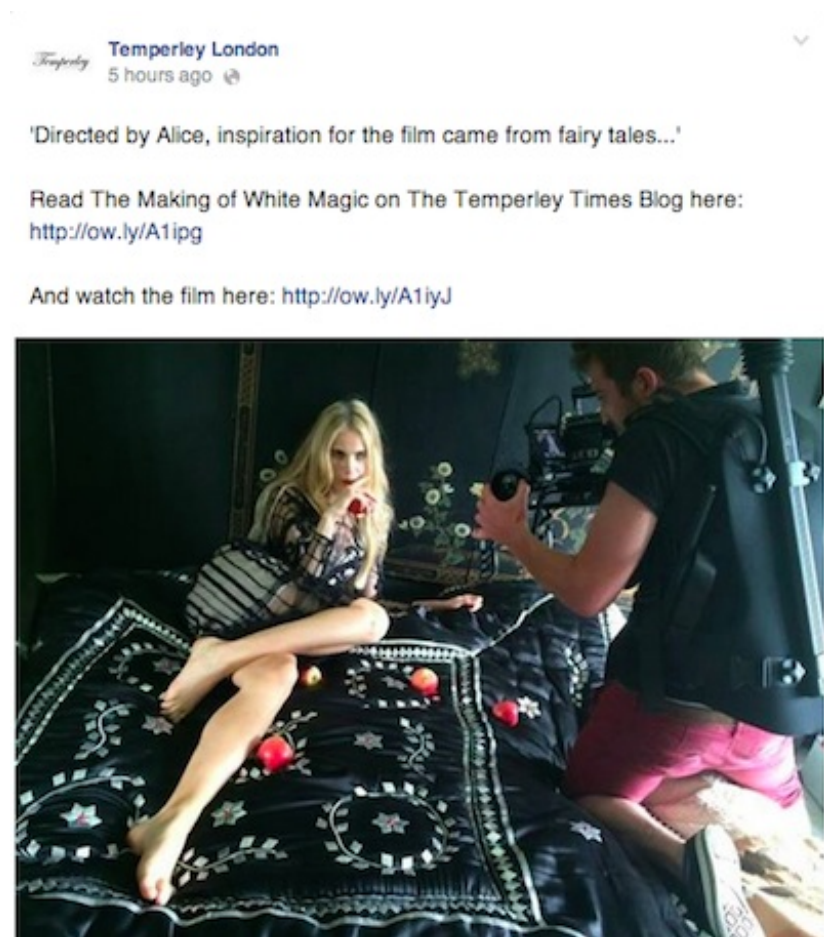 Temperley
Temperley London
5 hours ago
'Directed by Alice, inspiration for the film came from fairy tales...'
Read The Making of White Magic on The Temperley Times Blog here:
http://ow.ly/A1ipg
And watch the film here: http://ow.ly/A1iyJ